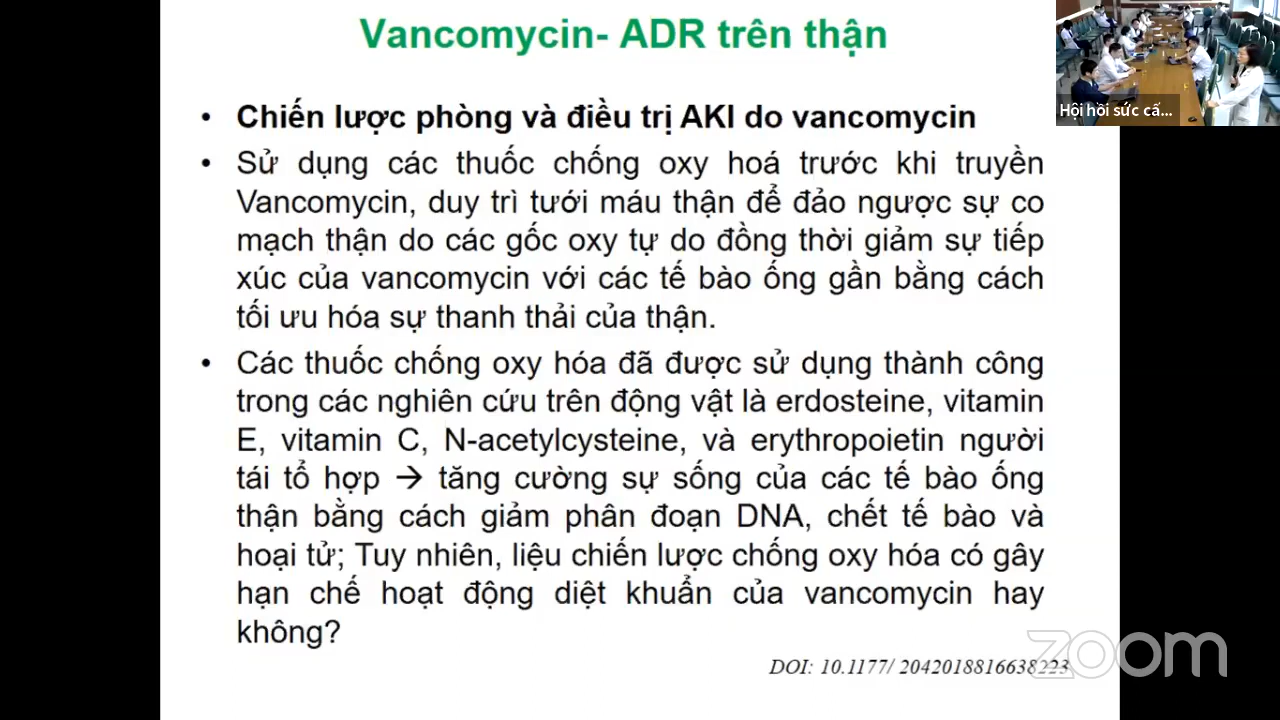 Vancomycin- ADR trên thận
Hội hồi sức cấ...
• Chiến lược phòng và điều trị AKI do vancomycin
• Sử dụng các thuốc chống oxy hoá trước khi truyền
Vancomycin, duy trì tưới máu thận để đảo ngược sự co
mạch thận do các gốc oxy tự do đồng thời giảm sự tiếp
xúc của vancomycin với các tế bào ống gần bằng cách
tối ưu hóa sự thanh thải của thận.
• Các thuốc chống oxy hóa đã được sử dụng thành công
trong các nghiên cứu trên động vật là erdosteine, vitamin
E, vitamin C, N-acetylcysteine, và erythropoietin người
tái tổ hợp → tăng cường sự sống của các tế bào ống
thận bằng cách giảm phân đoạn DNA, chết tế bào và
hoại tử; Tuy nhiên, liệu chiến lược chống oxy hóa có gây
hạn chế hoạt động diệt khuẩn của vancomycin hay
không?
DOI: 10.1177/ 2042018816638223
zoom